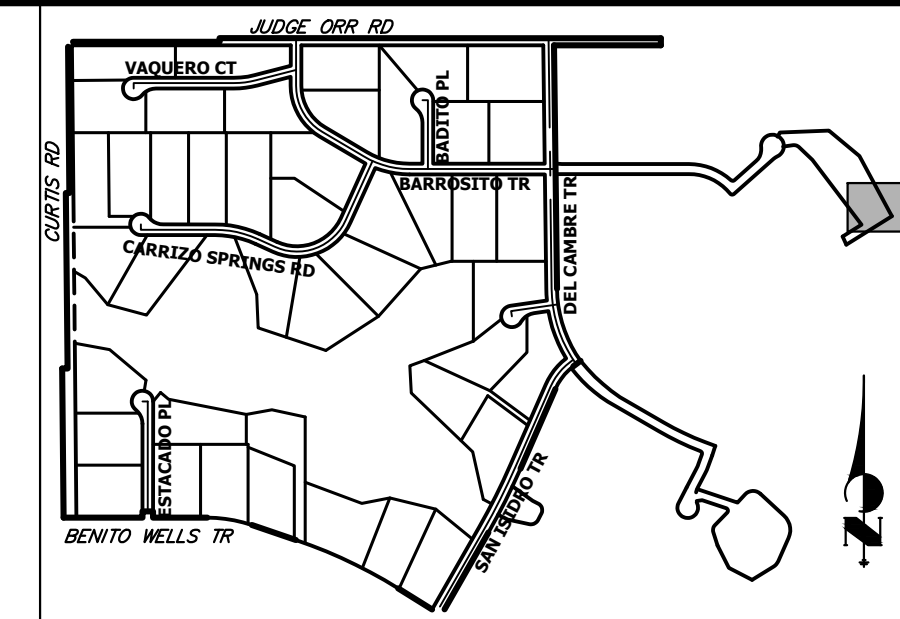 JUDGE ORR RD
VAQUERO CT
BADITO PL
CURTIS RD
BARROSITO TR
DEL CAMBRE TR
CARRIZO SPRINGS RD
ESTACADO PL
SAN ISIDRO TR
BENITO WELLS TR
N